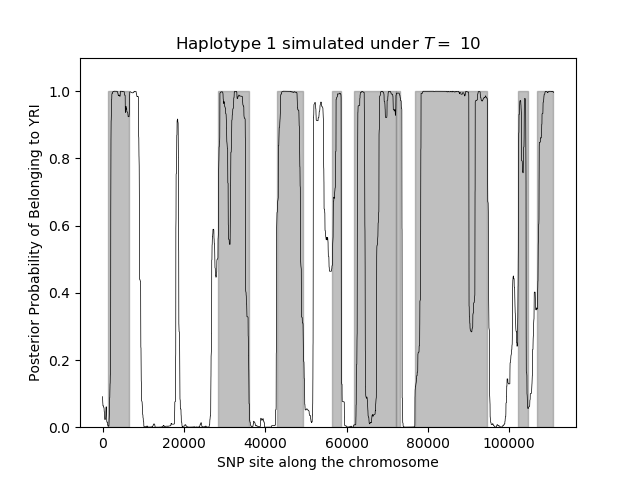 Haplotype 1 simulated under T = 10
Posterior Probability of Belonging to YRI
1.0
0.8
0.6
0.4
0.2
0.0
0 20000 40000 60000 80000 100000
SNP site along the chromosome